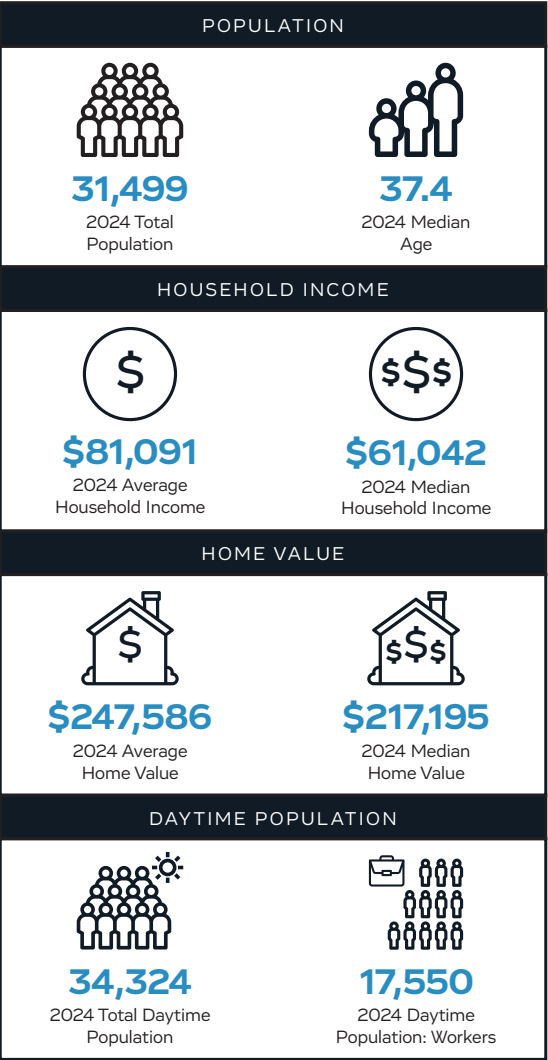 POPULATION
31,499
2024 Total
Population
37.4
2024 Median
Age
HOUSEHOLD INCOME
$
$81,091
2024 Average
Household Income
$$$
$61,042
2024 Median
Household Income
HOME VALUE
$
$247,586
2024 Average
Home Value
$$$
$217,195
2024 Median
Home Value
DAYTIME POPULATION
34,324
2024 Total Daytime
Population
17,550
2024 Daytime
Population: Workers